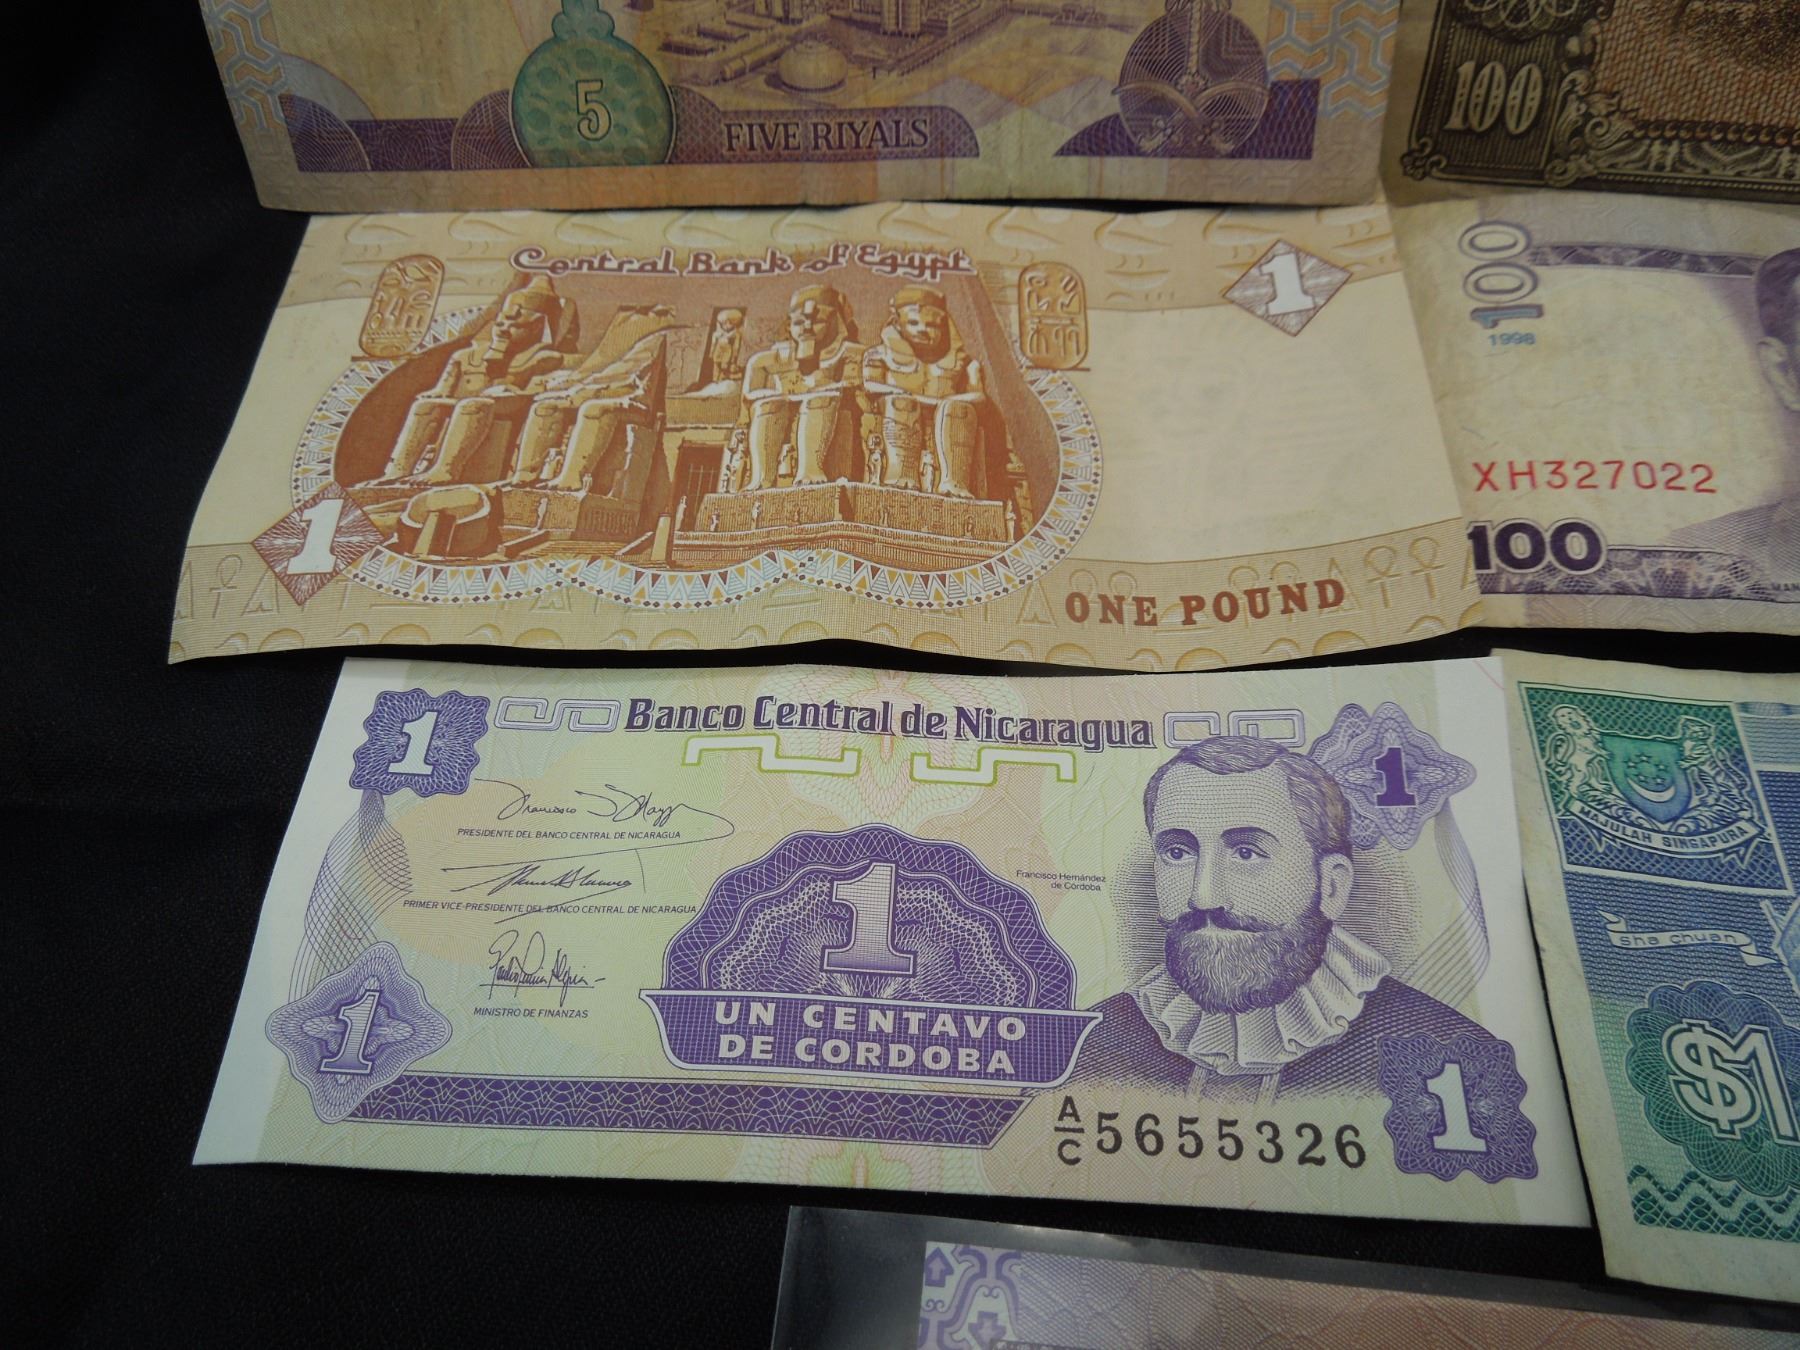 5
FIVE RIYALS
100
Central Bank of Egypt
1
1
ONE POUND
100
1998
XH327022
100
1
Banco Central de Nicaragua
1
PRESIDENTE DEL BANCO CENTRAL DE NICARAGUA
PRIMER VICE-PRESIDENTE DEL BANCO CENTRAL DE NICARAGUA
MINISTRO DE FINANZAS
Francisco Hernández
de Córdoba
1
UN CENTAVO
DE CORDOBA
1
A/C 5655326
1
MAJULAH SINGAPURA
sha chuan
$1